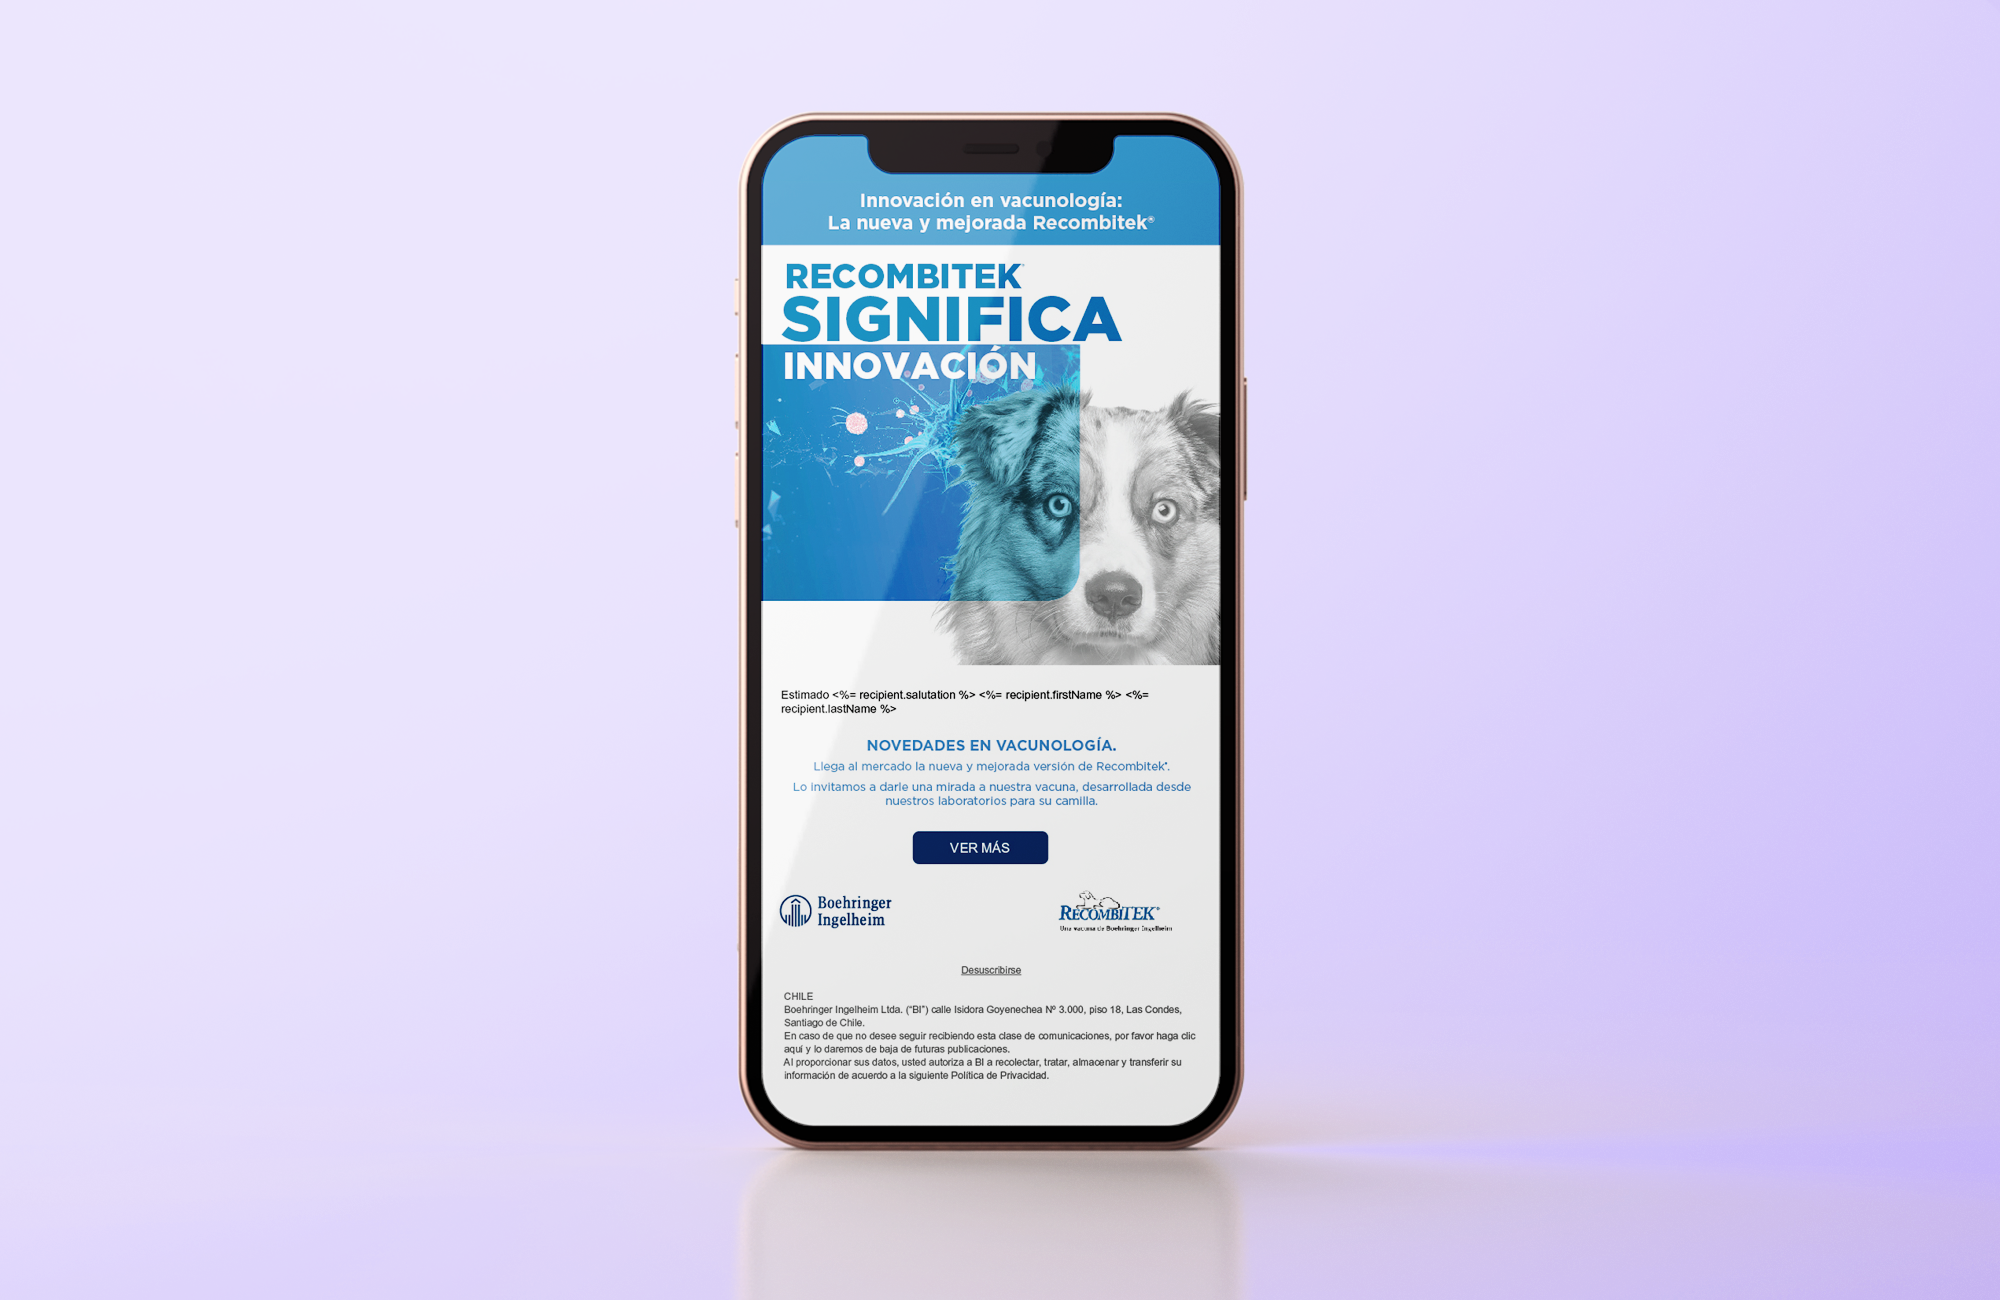 Innovación en vacunología:
La nueva y mejorada Recombitek®
RECOMBITEK®
SIGNIFICA
INNOVACIÓN
Estimado <%= recipient.salutation %> <%= recipient.firstName %> <%=
recipient.lastName %>
NOVEDADES EN VACUNOLOGÍA.
Llega al mercado la nueva y mejorada versión de Recombitek®.
Lo invitamos a darle una mirada a nuestra vacuna, desarrollada desde
nuestros laboratorios para su camilla.
VER MÁS
Boehringer
Ingelheim
RECOMBITEK®
Una vacuna de Boehringer Ingelheim
Desuscribirse
CHILE
Boehringer Ingelheim Ltda. ("BI") calle Isidora Goyenechea Nº 3.000, piso 18, Las Condes,
Santiago de Chile.
En caso de que no desee seguir recibiendo esta clase de comunicaciones, por favor haga clic
aquí y lo daremos de baja de futuras publicaciones.
Al proporcionar sus datos, usted autoriza a BI a recolectar, tratar, almacenar y transferir su
información de acuerdo a la siguiente Política de Privacidad.